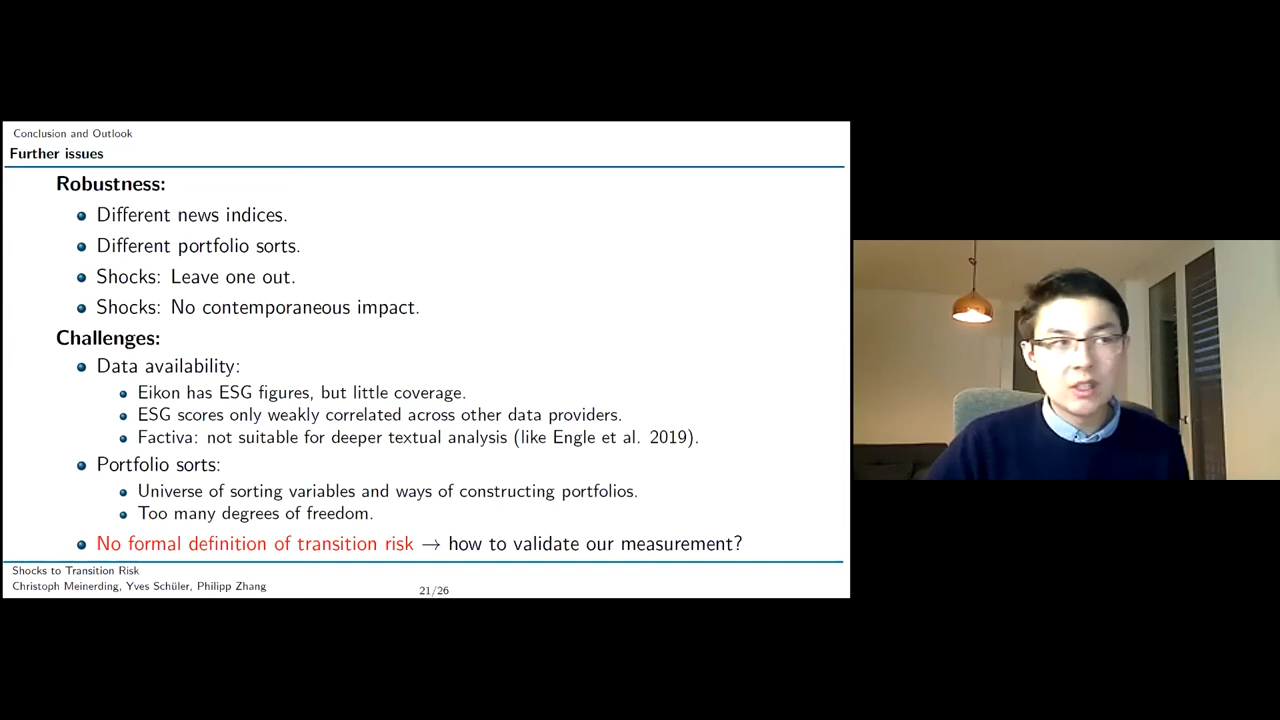 Conclusion and Outlook
Further issues
Robustness:
Different news indices.
Different portfolio sorts.
Shocks: Leave one out.
Shocks: No contemporaneous impact.
Challenges:
Data availability:
Eikon has ESG figures, but little coverage.
ESG scores only weakly correlated across other data providers.
Factiva: not suitable for deeper textual analysis (like Engle et al. 2019).
Portfolio sorts:
Universe of sorting variables and ways of constructing portfolios.
Too many degrees of freedom.
No formal definition of transition risk → how to validate our measurement?
Shocks to Transition Risk
Christoph Meinerding, Yves Schüler, Philipp Zhang
21/26